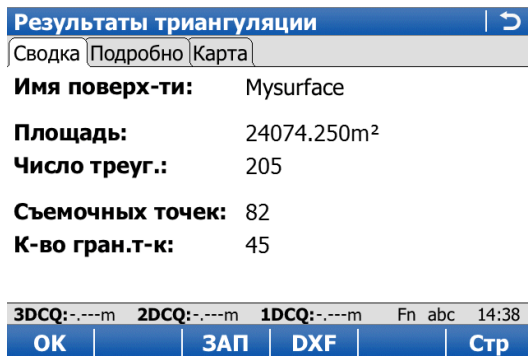 Результаты триангуляции
Сводка Подробно Карта
Имя поверх-ти: Mysurface
Площадь: 24074.250m²
Число треуг.: 205
Съемочных точек: 82
К-во гран.т-к: 45
3DCQ:-.---m 2DCQ:-.---m 1DCQ:-.---m Fn abc 14:38
OK ЗАП DXF Стр